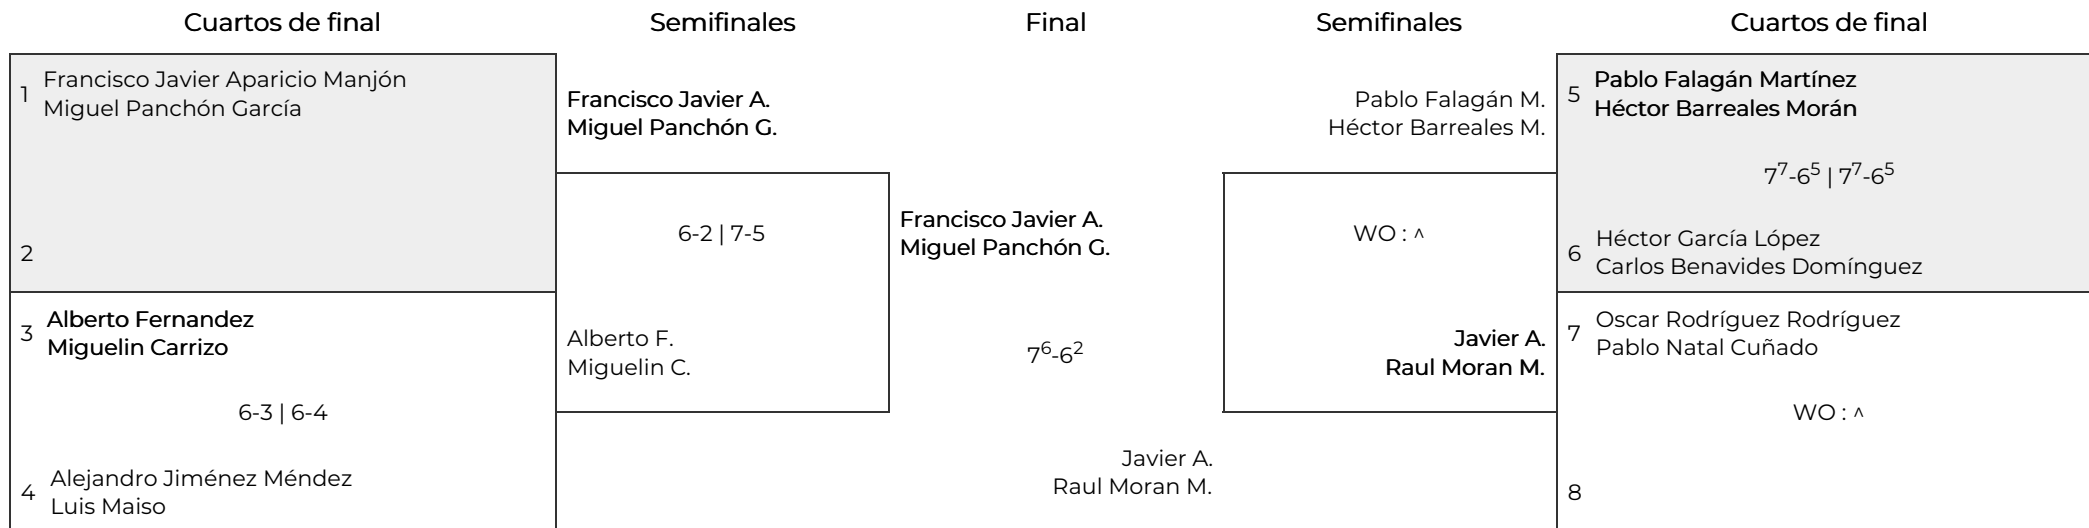 Cuartos de final
Semifinales
Final
Semifinales
Cuartos de final
1
Francisco Javier Aparicio Manjón
Miguel Panchón García
2
3
Alberto Fernandez
Miguelin Carrizo
6-3 | 6-4
4
Alejandro Jiménez Méndez
Luis Maiso
Francisco Javier A.
Miguel Panchón G.
6-2 | 7-5
Alberto F.
Miguelin C.
Francisco Javier A.
Miguel Panchón G.
7⁶-6²
Javier A.
Raul Moran M.
Pablo Falagán M.
Héctor Barreales M.
WO : ^
Javier A.
Raul Moran M.
5
Pablo Falagán Martínez
Héctor Barreales Morán
7⁷-6⁵ | 7⁷-6⁵
6
Héctor García López
Carlos Benavides Domínguez
7
Oscar Rodríguez Rodríguez
Pablo Natal Cuñado
WO : ^
8